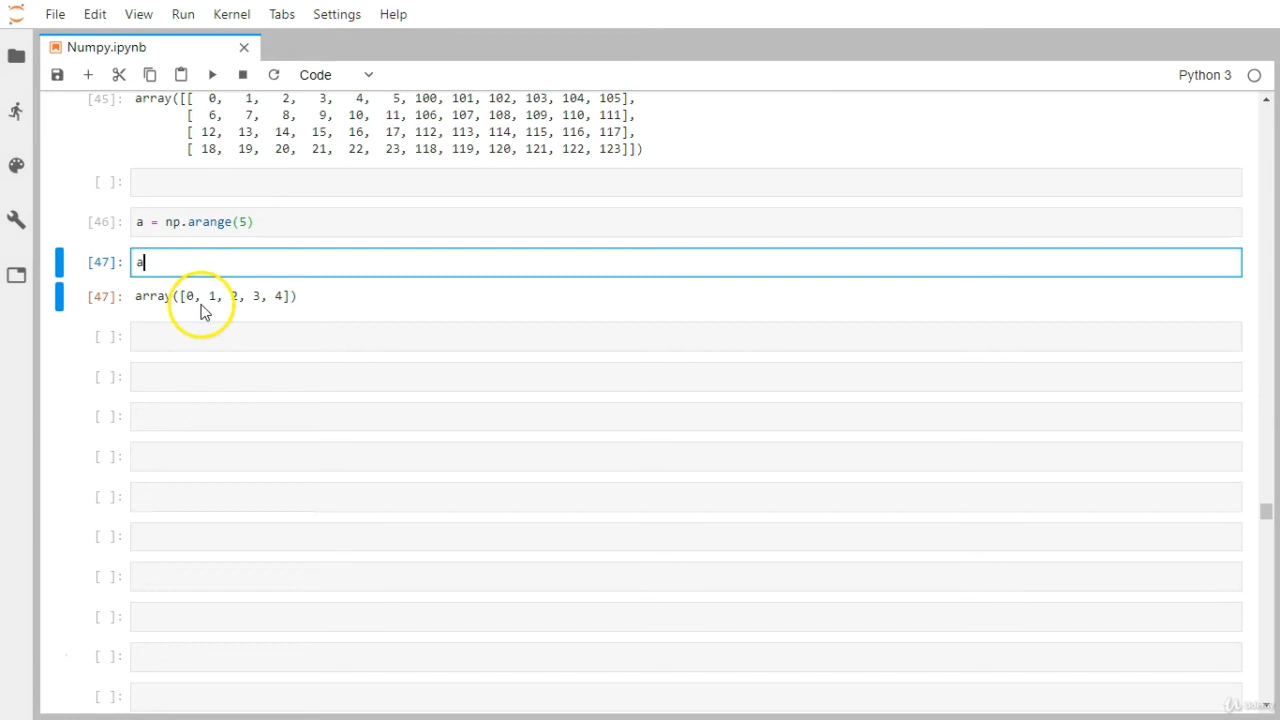 File Edit View Run Kernel Tabs Settings Help
Numpy.ipynb
Code Python 3
[45]: array([[ 0, 1, 2, 3, 4, 5, 100, 101, 102, 103, 104, 105],
[ 6, 7, 8, 9, 10, 11, 106, 107, 108, 109, 110, 111],
[ 12, 13, 14, 15, 16, 17, 112, 113, 114, 115, 116, 117],
[ 18, 19, 20, 21, 22, 23, 118, 119, 120, 121, 122, 123]])
[ ]:
[46]: a = np.arange(5)
[47]: a
[47]: array([0, 1, 2, 3, 4])
[ ]:
[ ]:
[ ]:
[ ]:
[ ]:
[ ]:
[ ]:
[ ]:
[ ]:
[ ]: